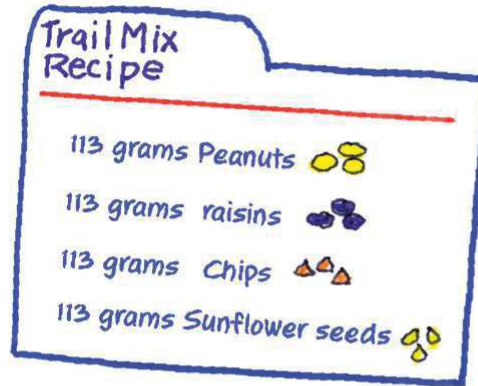 Trail Mix
Recipe
113 grams Peanuts
113 grams raisins
113 grams Chips
113 grams Sunflower seeds